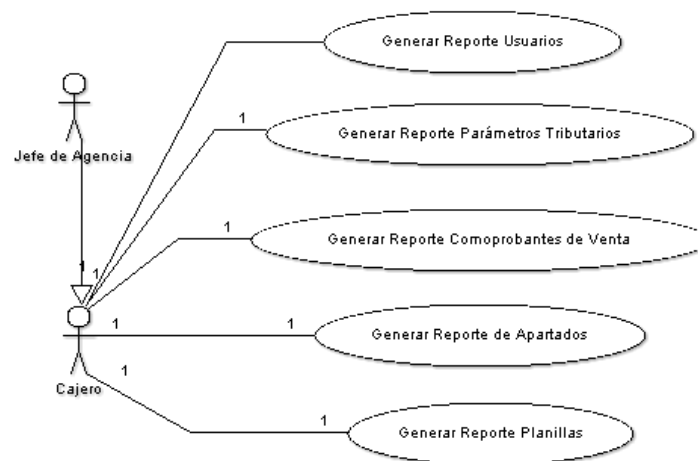 Generar Reporte Usuarios
1
Generar Reporte Parámetros Tributarios
Jefe de Agencia
1
Generar Reporte Comoprobantes de Venta
1
1
1
1
Generar Reporte de Apartados
1
Cajero
1
Generar Reporte Planillas